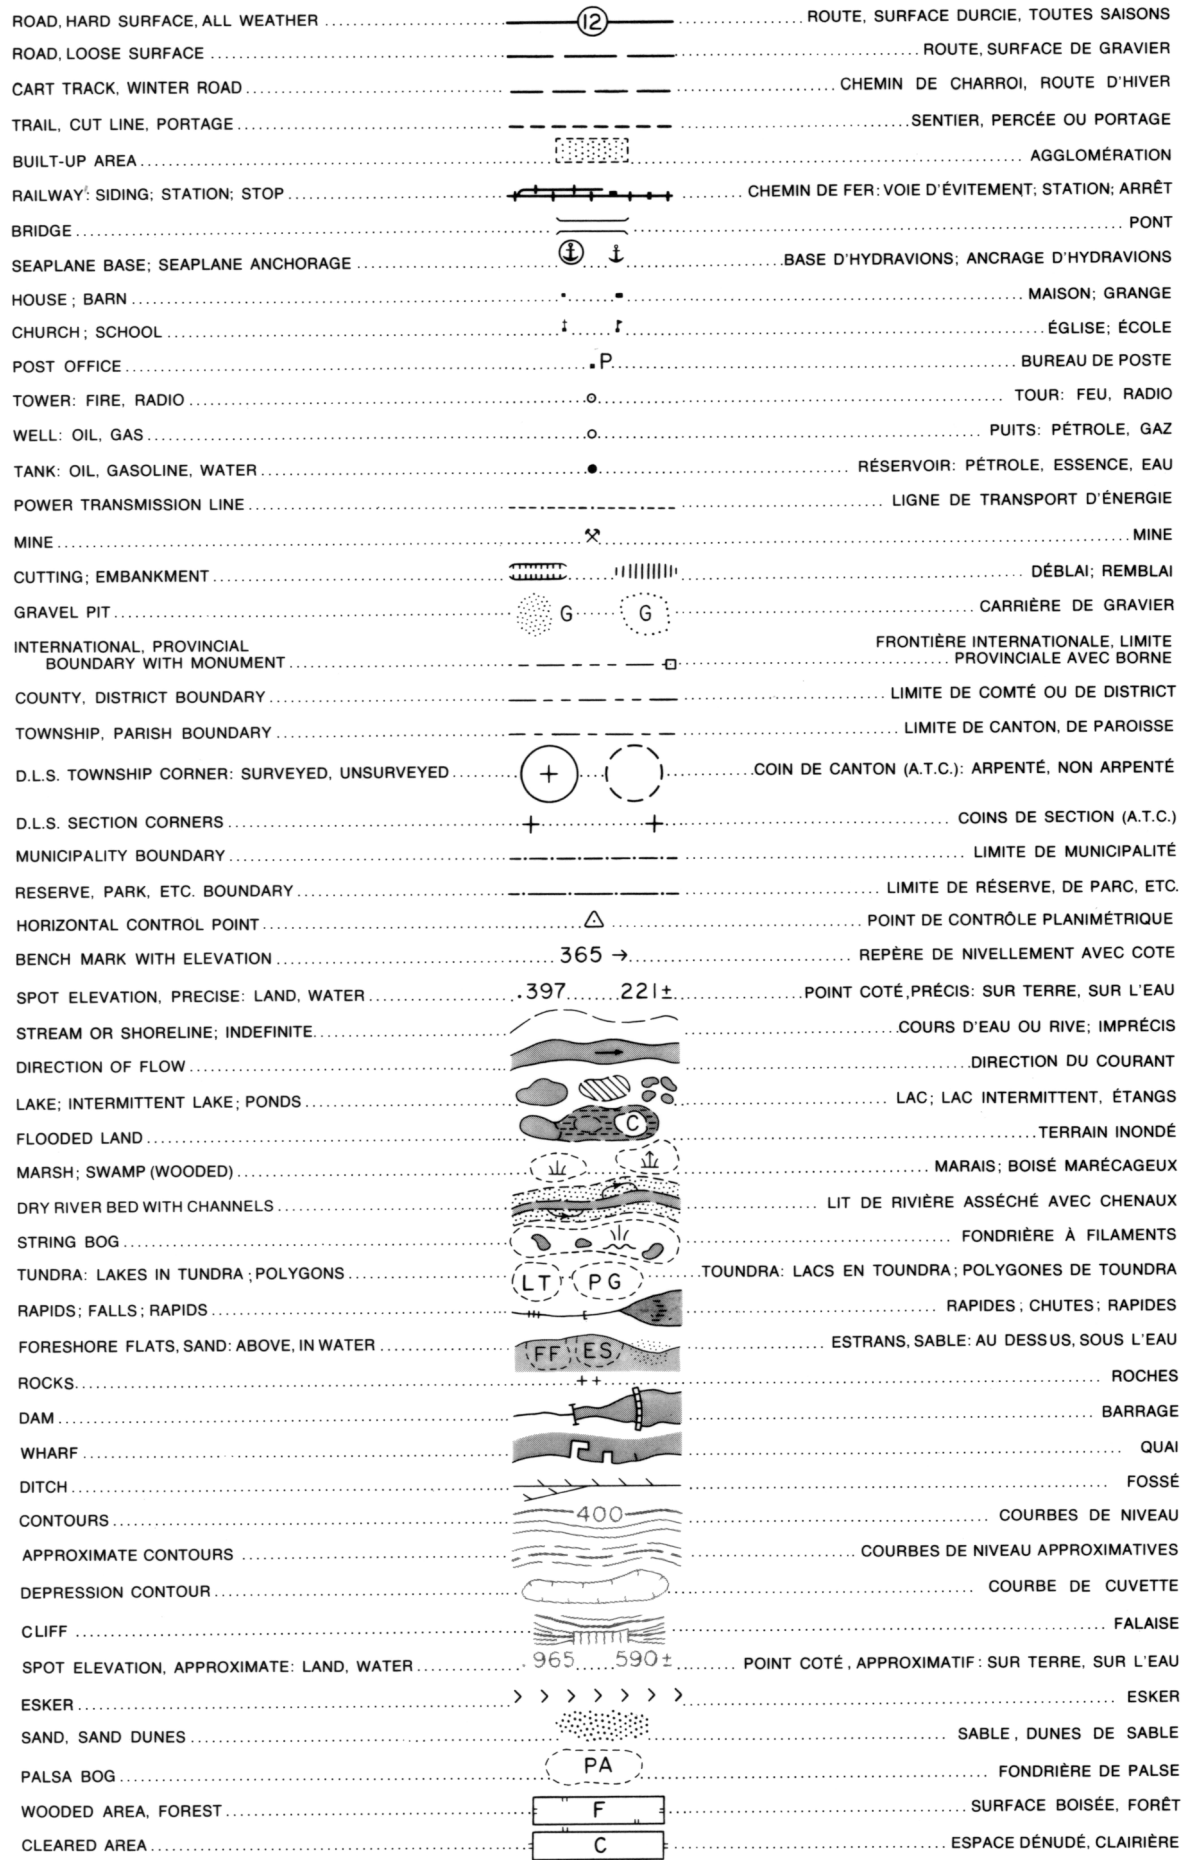 ROAD, HARD SURFACE, ALL WEATHER 12 ROUTE, SURFACE DURCIE, TOUTES SAISONS
ROAD, LOOSE SURFACE ROUTE, SURFACE DE GRAVIER
CART TRACK, WINTER ROAD CHEMIN DE CHARROI, ROUTE D'HIVER
TRAIL, CUT LINE, PORTAGE SENTIER, PERCÉE OU PORTAGE
BUILT-UP AREA AGGLOMÉRATION
RAILWAY: SIDING; STATION; STOP CHEMIN DE FER: VOIE D'ÉVITEMENT; STATION; ARRÊT
BRIDGE PONT
SEAPLANE BASE; SEAPLANE ANCHORAGE BASE D'HYDRAVIONS; ANCRAGE D'HYDRAVIONS
HOUSE; BARN MAISON; GRANGE
CHURCH; SCHOOL ÉGLISE; ÉCOLE
POST OFFICE P BUREAU DE POSTE
TOWER: FIRE, RADIO TOUR: FEU, RADIO
WELL: OIL, GAS PUITS: PÉTROLE, GAZ
TANK: OIL, GASOLINE, WATER RÉSERVOIR: PÉTROLE, ESSENCE, EAU
POWER TRANSMISSION LINE LIGNE DE TRANSPORT D'ÉNERGIE
MINE MINE
CUTTING; EMBANKMENT DÉBLAI; REMBLAI
GRAVEL PIT G G CARRIÈRE DE GRAVIER
INTERNATIONAL, PROVINCIAL FRONTIÈRE INTERNATIONALE, LIMITE
BOUNDARY WITH MONUMENT PROVINCIALE AVEC BORNE
COUNTY, DISTRICT BOUNDARY LIMITE DE COMTÉ OU DE DISTRICT
TOWNSHIP, PARISH BOUNDARY LIMITE DE CANTON, DE PAROISSE
D.L.S. TOWNSHIP CORNER: SURVEYED, UNSURVEYED COIN DE CANTON (A.T.C.): ARPENTÉ, NON ARPENTÉ
D.L.S. SECTION CORNERS COINS DE SECTION (A.T.C.)
MUNICIPALITY BOUNDARY LIMITE DE MUNICIPALITÉ
RESERVE, PARK, ETC. BOUNDARY LIMITE DE RÉSERVE, DE PARC, ETC.
HORIZONTAL CONTROL POINT POINT DE CONTRÔLE PLANIMÉTRIQUE
BENCH MARK WITH ELEVATION 365 → REPÈRE DE NIVELLEMENT AVEC COTE
SPOT ELEVATION, PRECISE: LAND, WATER .397 221± POINT COTÉ, PRÉCIS: SUR TERRE, SUR L'EAU
STREAM OR SHORELINE; INDEFINITE COURS D'EAU OU RIVE; IMPRÉCIS
DIRECTION OF FLOW DIRECTION DU COURANT
LAKE; INTERMITTENT LAKE; PONDS LAC; LAC INTERMITTENT, ÉTANGS
FLOODED LAND C TERRAIN INONDÉ
MARSH; SWAMP (WOODED) MARAIS; BOISÉ MARÉCAGEUX
DRY RIVER BED WITH CHANNELS LIT DE RIVIÈRE ASSÉCHÉ AVEC CHENAUX
STRING BOG FONDRIÈRE À FILAMENTS
TUNDRA: LAKES IN TUNDRA; POLYGONS LT PG TOUNDRA: LACS EN TOUNDRA; POLYGONES DE TOUNDRA
RAPIDS; FALLS; RAPIDS RAPIDES; CHUTES; RAPIDES
FORESHORE FLATS, SAND: ABOVE, IN WATER FF ES ESTRANS, SABLE: AU DESSUS, SOUS L'EAU
ROCKS ++ ROCHES
DAM BARRAGE
WHARF QUAI
DITCH FOSSÉ
CONTOURS 400 COURBES DE NIVEAU
APPROXIMATE CONTOURS COURBES DE NIVEAU APPROXIMATIVES
DEPRESSION CONTOUR COURBE DE CUVETTE
CLIFF FALAISE
SPOT ELEVATION, APPROXIMATE: LAND, WATER .965 590± POINT COTÉ, APPROXIMATIF: SUR TERRE, SUR L'EAU
ESKER ESKER
SAND, SAND DUNES SABLE, DUNES DE SABLE
PALSA BOG PA FONDRIÈRE DE PALSE
WOODED AREA, FOREST F SURFACE BOISÉE, FORÊT
CLEARED AREA C ESPACE DÉNUDÉ, CLAIRIÈRE